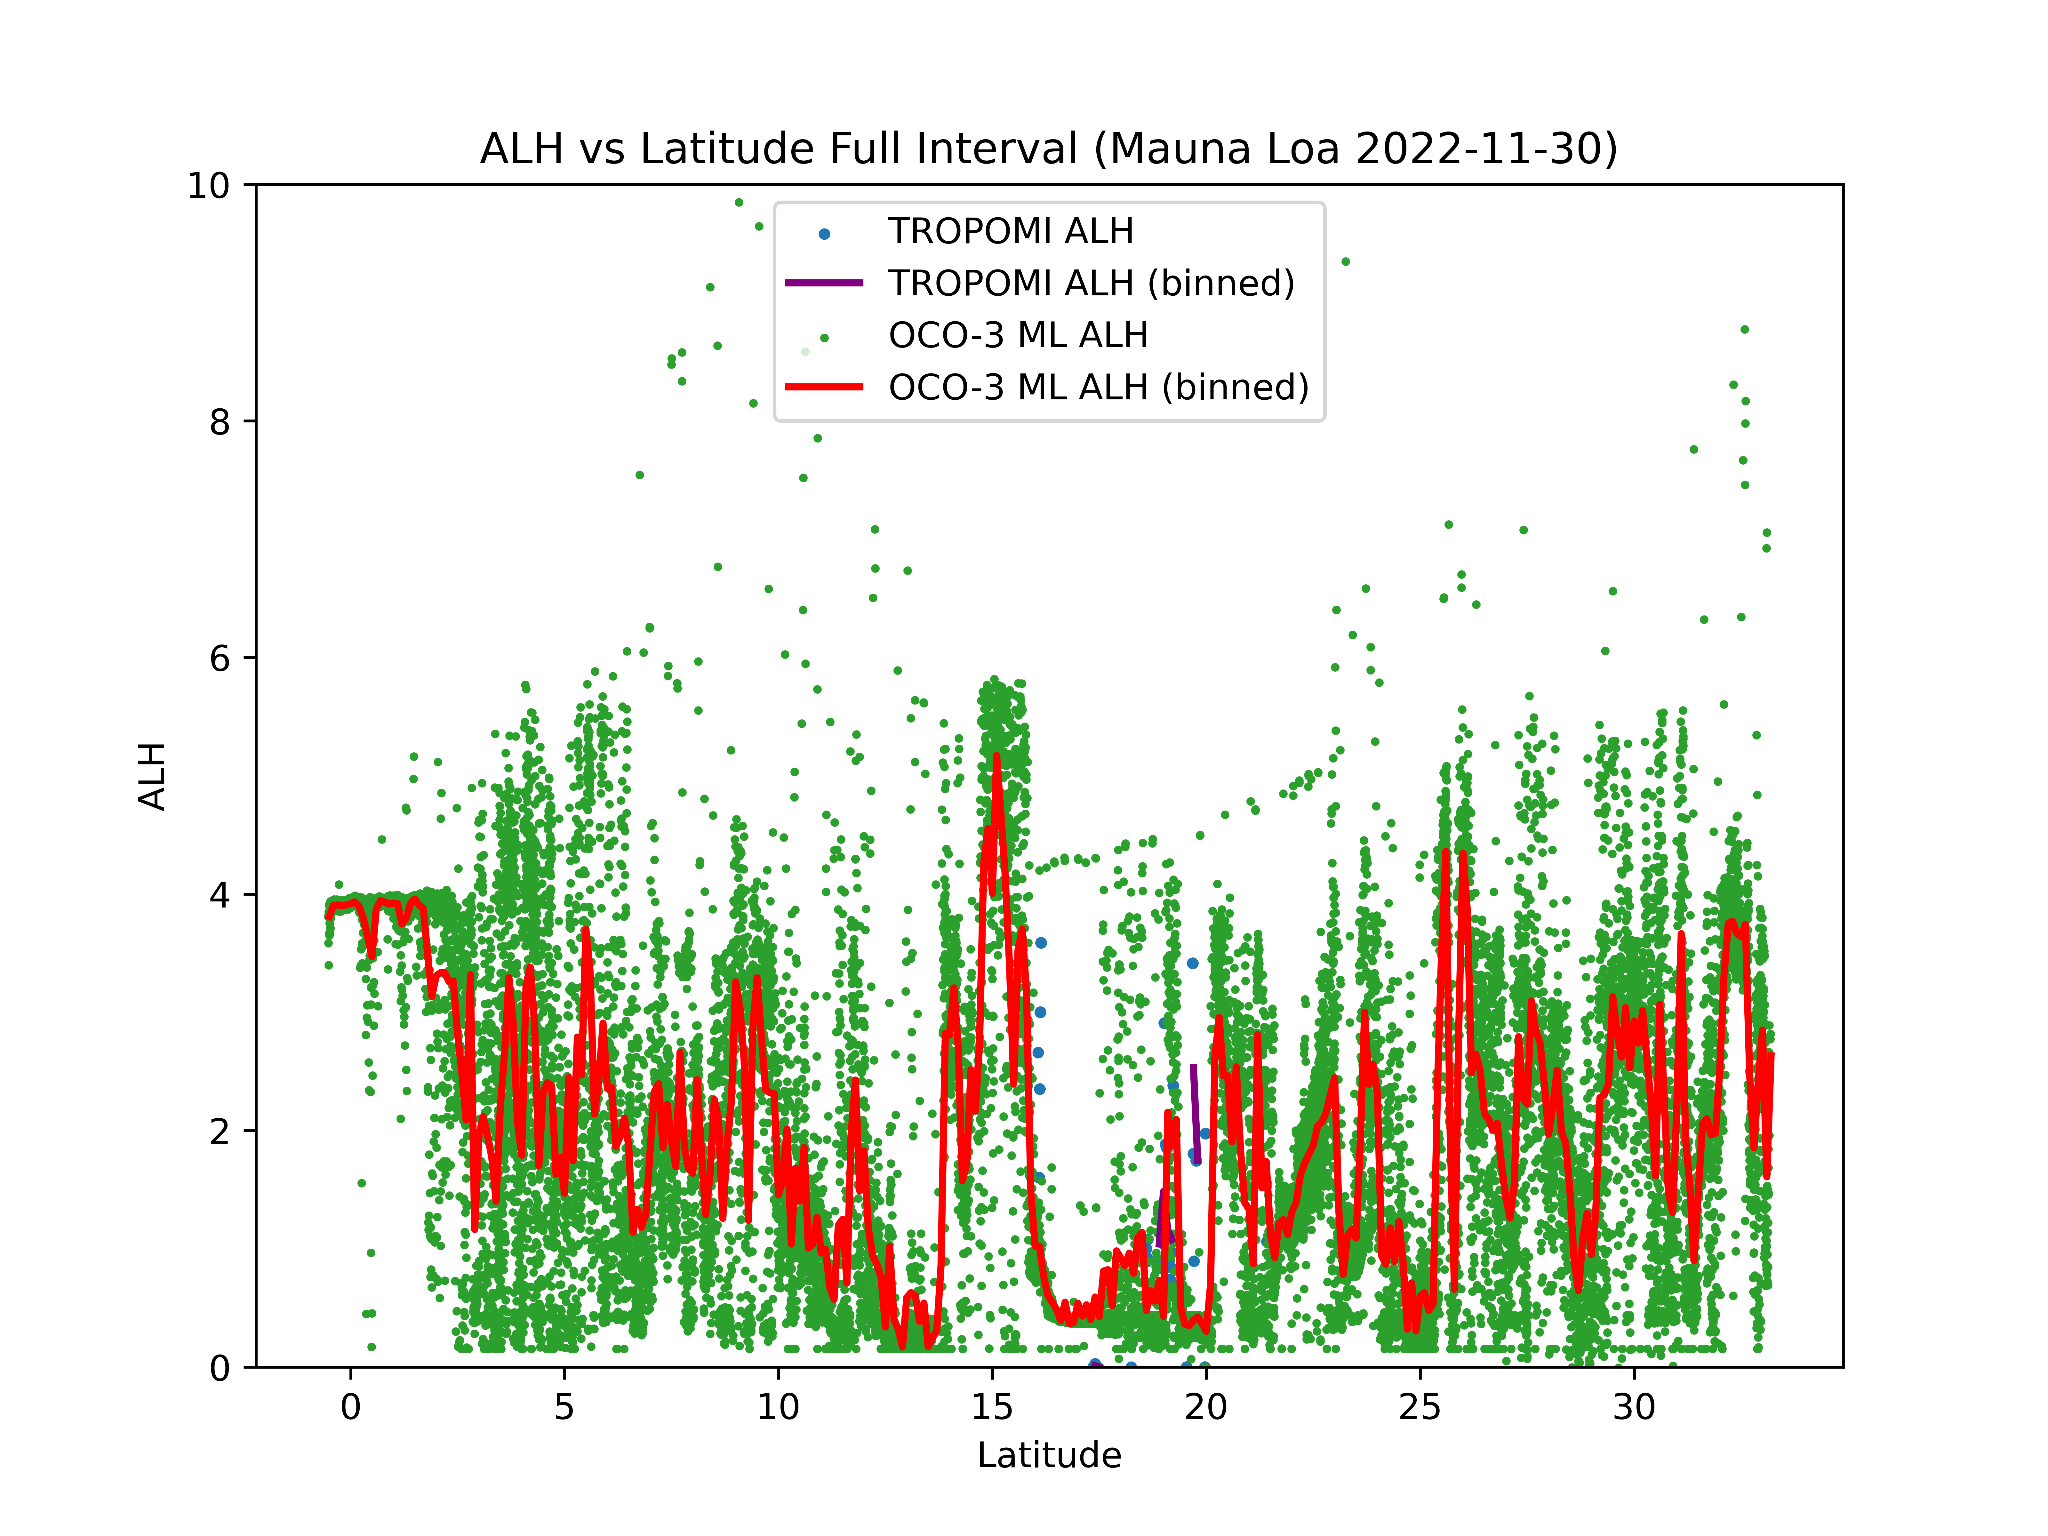 ALH vs Latitude Full Interval (Mauna Loa 2022-11-30)
10
8
6
4
2
0
ALH
TROPOMI ALH
TROPOMI ALH (binned)
OCO-3 ML ALH
OCO-3 ML ALH (binned)
0 5 10 15 20 25 30
Latitude